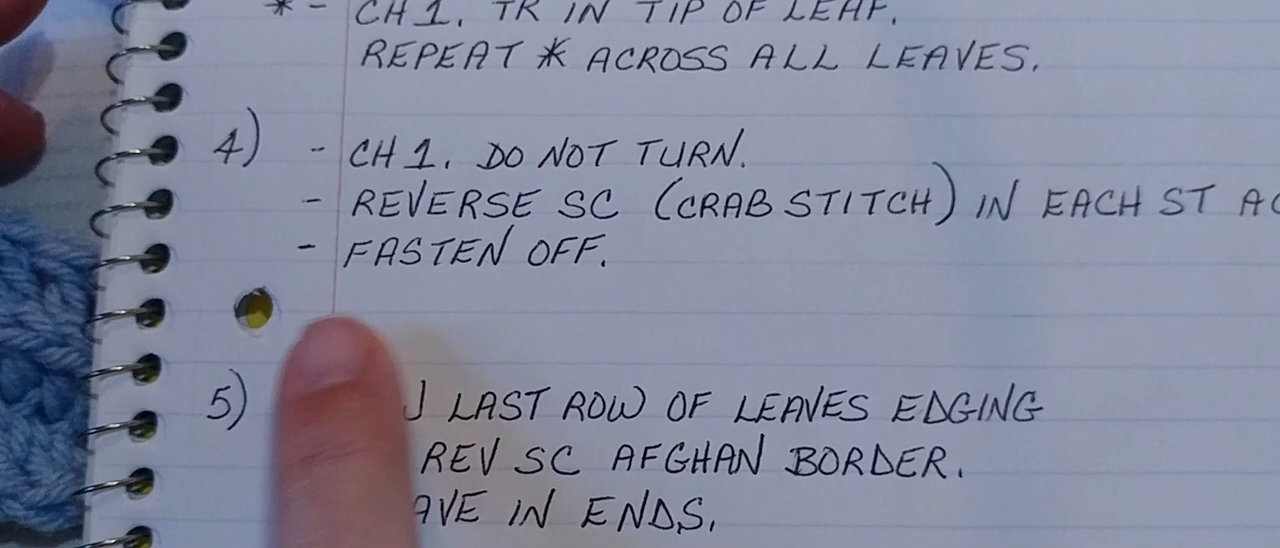 * - CH 1. TR IN TIP OF LEAF.
REPEAT * ACROSS ALL LEAVES.
4) - CH 1. DO NOT TURN.
- REVERSE SC (CRAB STITCH) IN EACH ST
- FASTEN OFF.
5) LAST ROW OF LEAVES EDGING
REV SC AFGHAN BORDER.
IN ENDS.